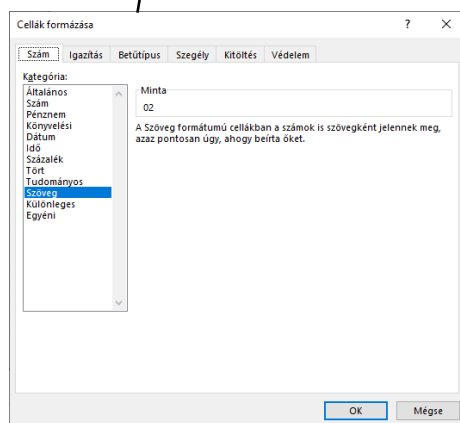 Cellák formázása
Szám Igazítás Betűtípus Szegély Kitöltés Védelem
Kategória:
Általános
Szám
Pénznem
Könyvelési
Dátum
Idő
Százalék
Tört
Tudományos
Szöveg
Különleges
Egyéni
Minta
02
A Szöveg formátumú cellákban a számok is szövegként jelennek meg,
azaz pontosan úgy, ahogy beírta őket.
OK Mégse